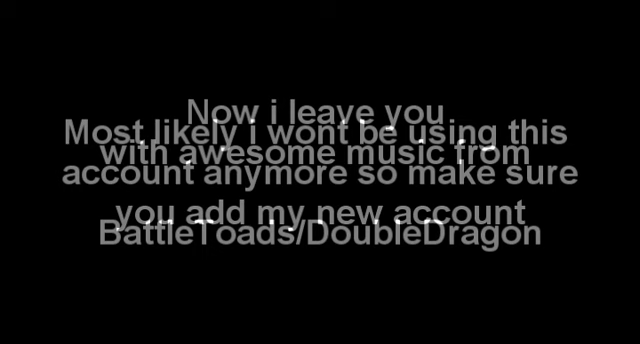 Now i leave you
with awesome music from
BattleToads/DoubleDragon
Most likely i wont be using this
account anymore so make sure
you add my new account